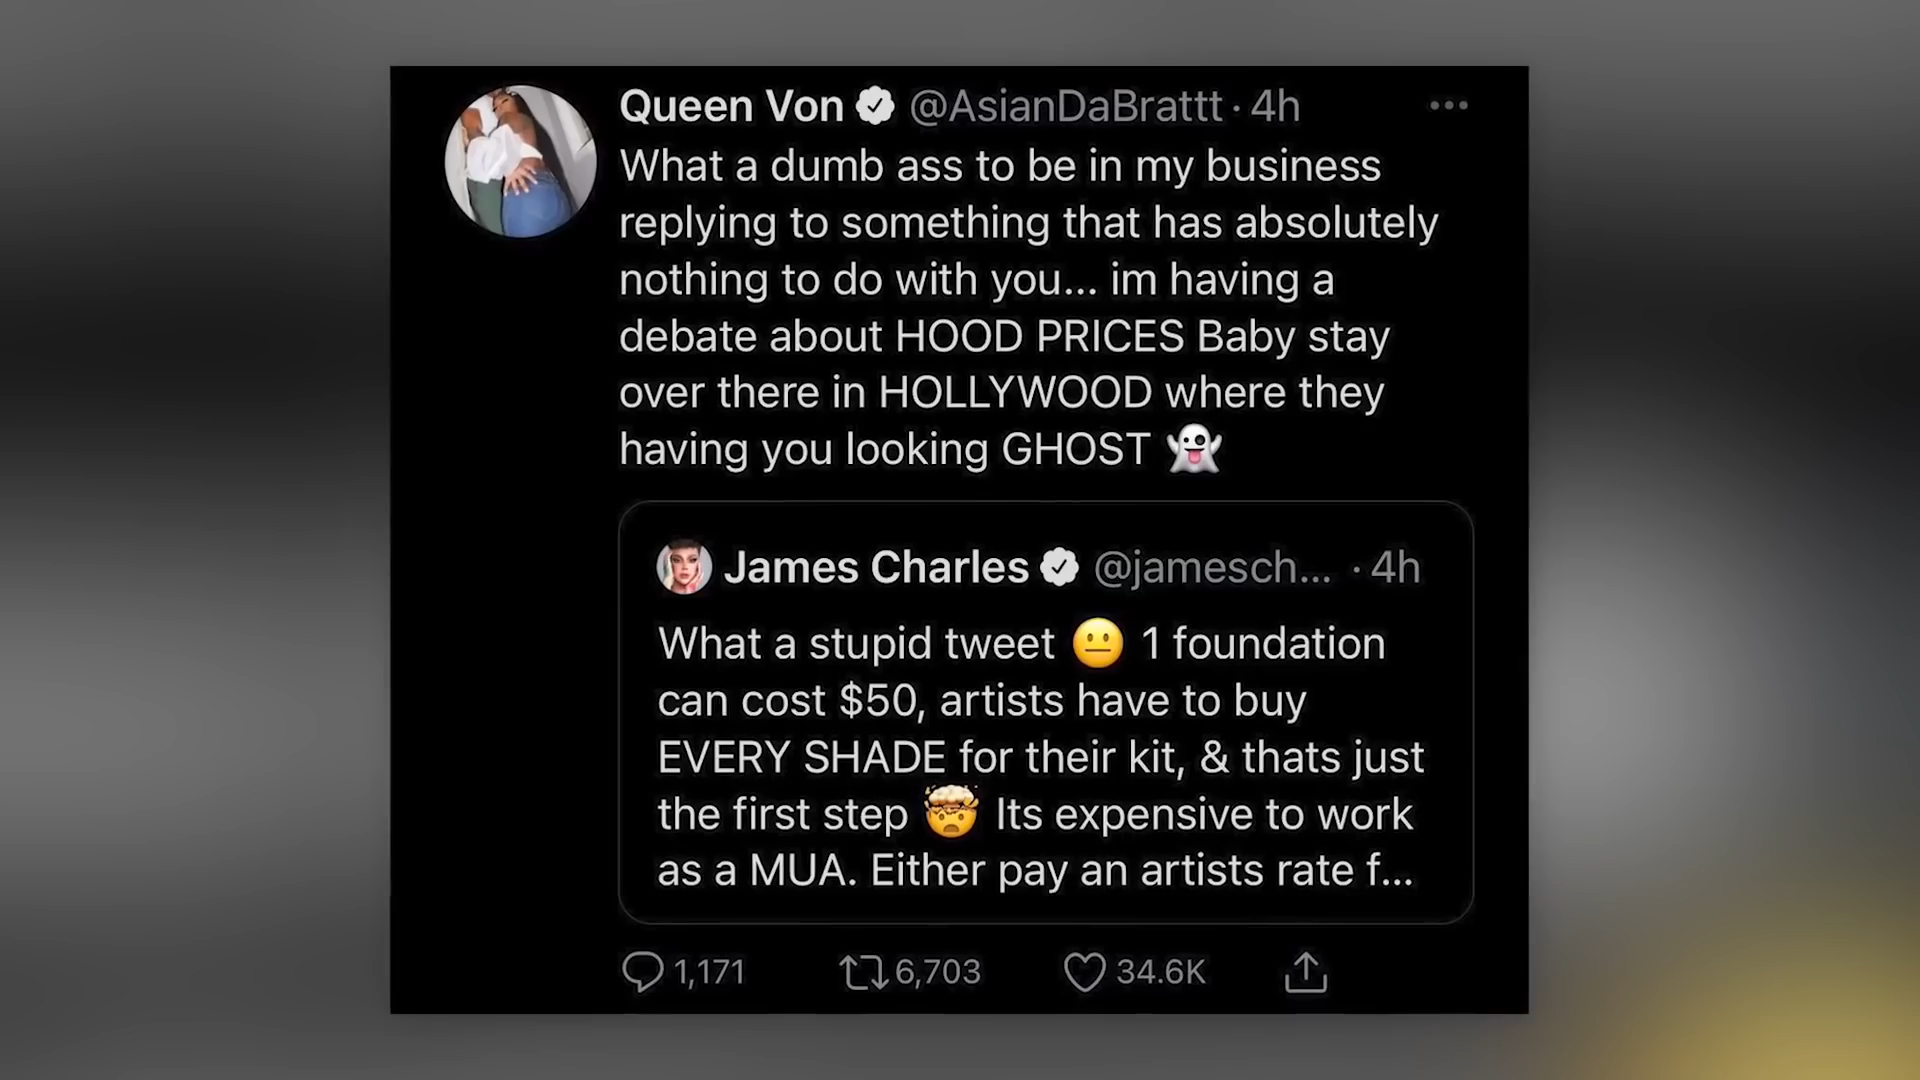 Queen Von @AsianDaBrattt · 4h
What a dumb ass to be in my business
replying to something that has absolutely
nothing to do with you... im having a
debate about HOOD PRICES Baby stay
over there in HOLLYWOOD where they
having you looking GHOST 👻
James Charles @jamesch... · 4h
What a stupid tweet 😐 1 foundation
can cost $50, artists have to buy
EVERY SHADE for their kit, & thats just
the first step 🤯 Its expensive to work
as a MUA. Either pay an artists rate f...
1,171 6,703 34.6K